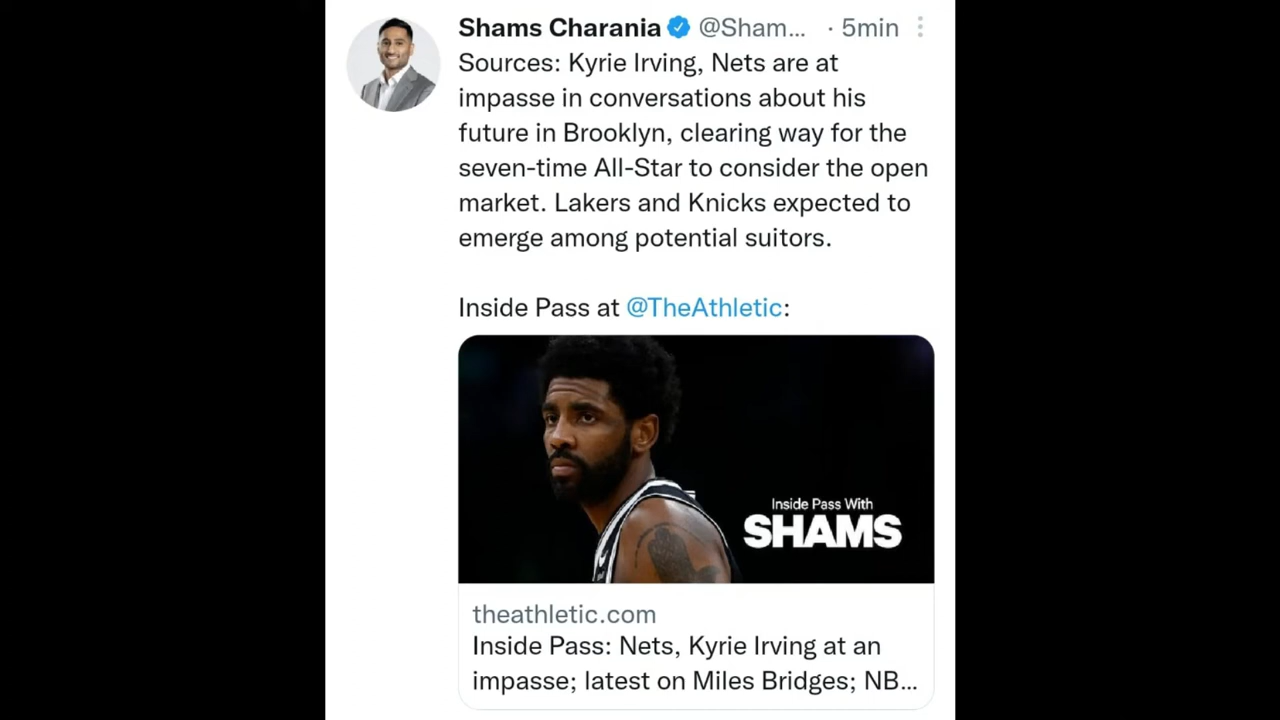 Shams Charania @Sham... · 5min
Sources: Kyrie Irving, Nets are at
impasse in conversations about his
future in Brooklyn, clearing way for the
seven-time All-Star to consider the open
market. Lakers and Knicks expected to
emerge among potential suitors.
Inside Pass at @TheAthletic:
Inside Pass With
SHAMS
theathletic.com
Inside Pass: Nets, Kyrie Irving at an
impasse; latest on Miles Bridges; NB...